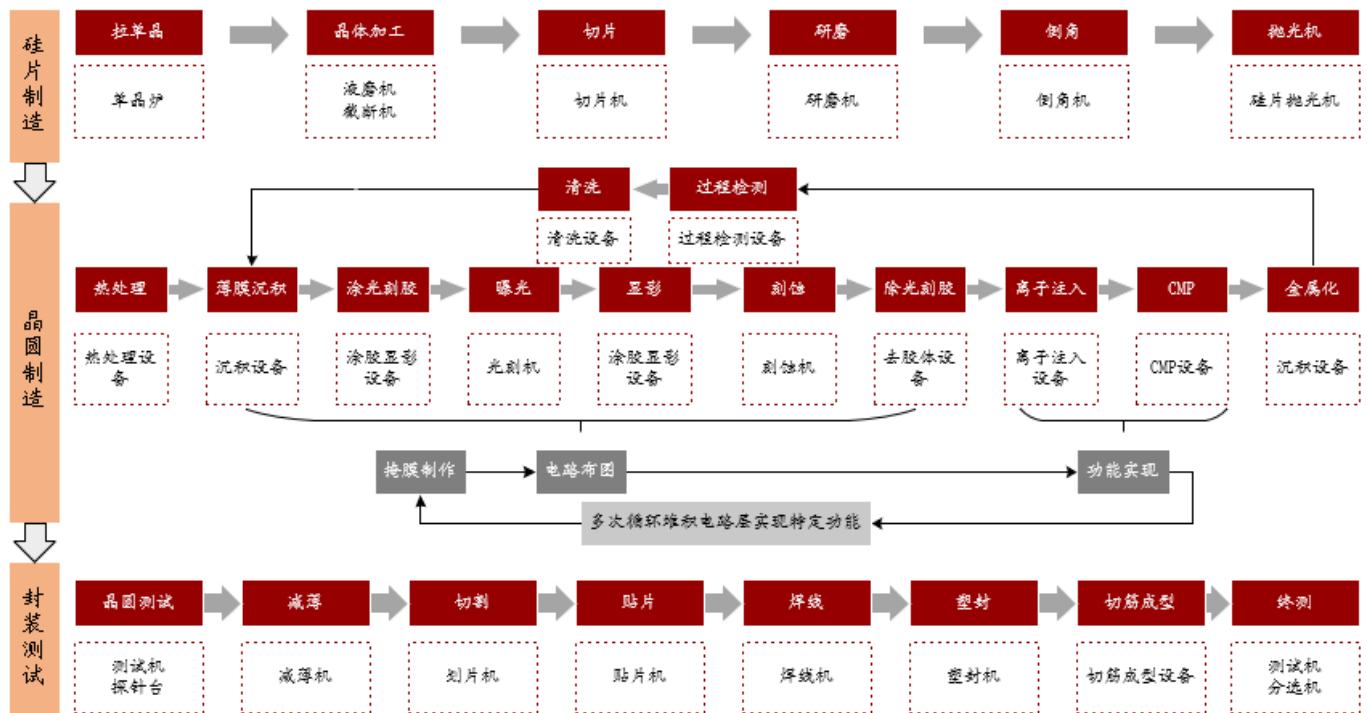 硅片制造
拉单晶
晶体加工
切片
研磨
倒角
抛光机
单晶炉
液磨机
截断机
切片机
研磨机
倒角机
硅片抛光机
晶圆制造
清洗
过程检测
清洗设备
过程检测设备
热处理
薄膜沉积
涂光刻胶
曝光
显影
刻蚀
除光刻胶
离子注入
CMP
金属化
热处理设
备
沉积设备
涂胶显影
设备
光刻机
涂胶显影
设备
刻蚀机
去胶体设
备
离子注入
设备
CMP设备
沉积设备
掩膜制作
电路布图
功能实现
多次循环堆积电路层实现特定功能
封装测试
晶圆测试
减薄
切割
贴片
焊线
塑封
切筋成型
终测
测试机
探针台
减薄机
划片机
贴片机
焊线机
塑封机
切筋成型设备
测试机
分选机